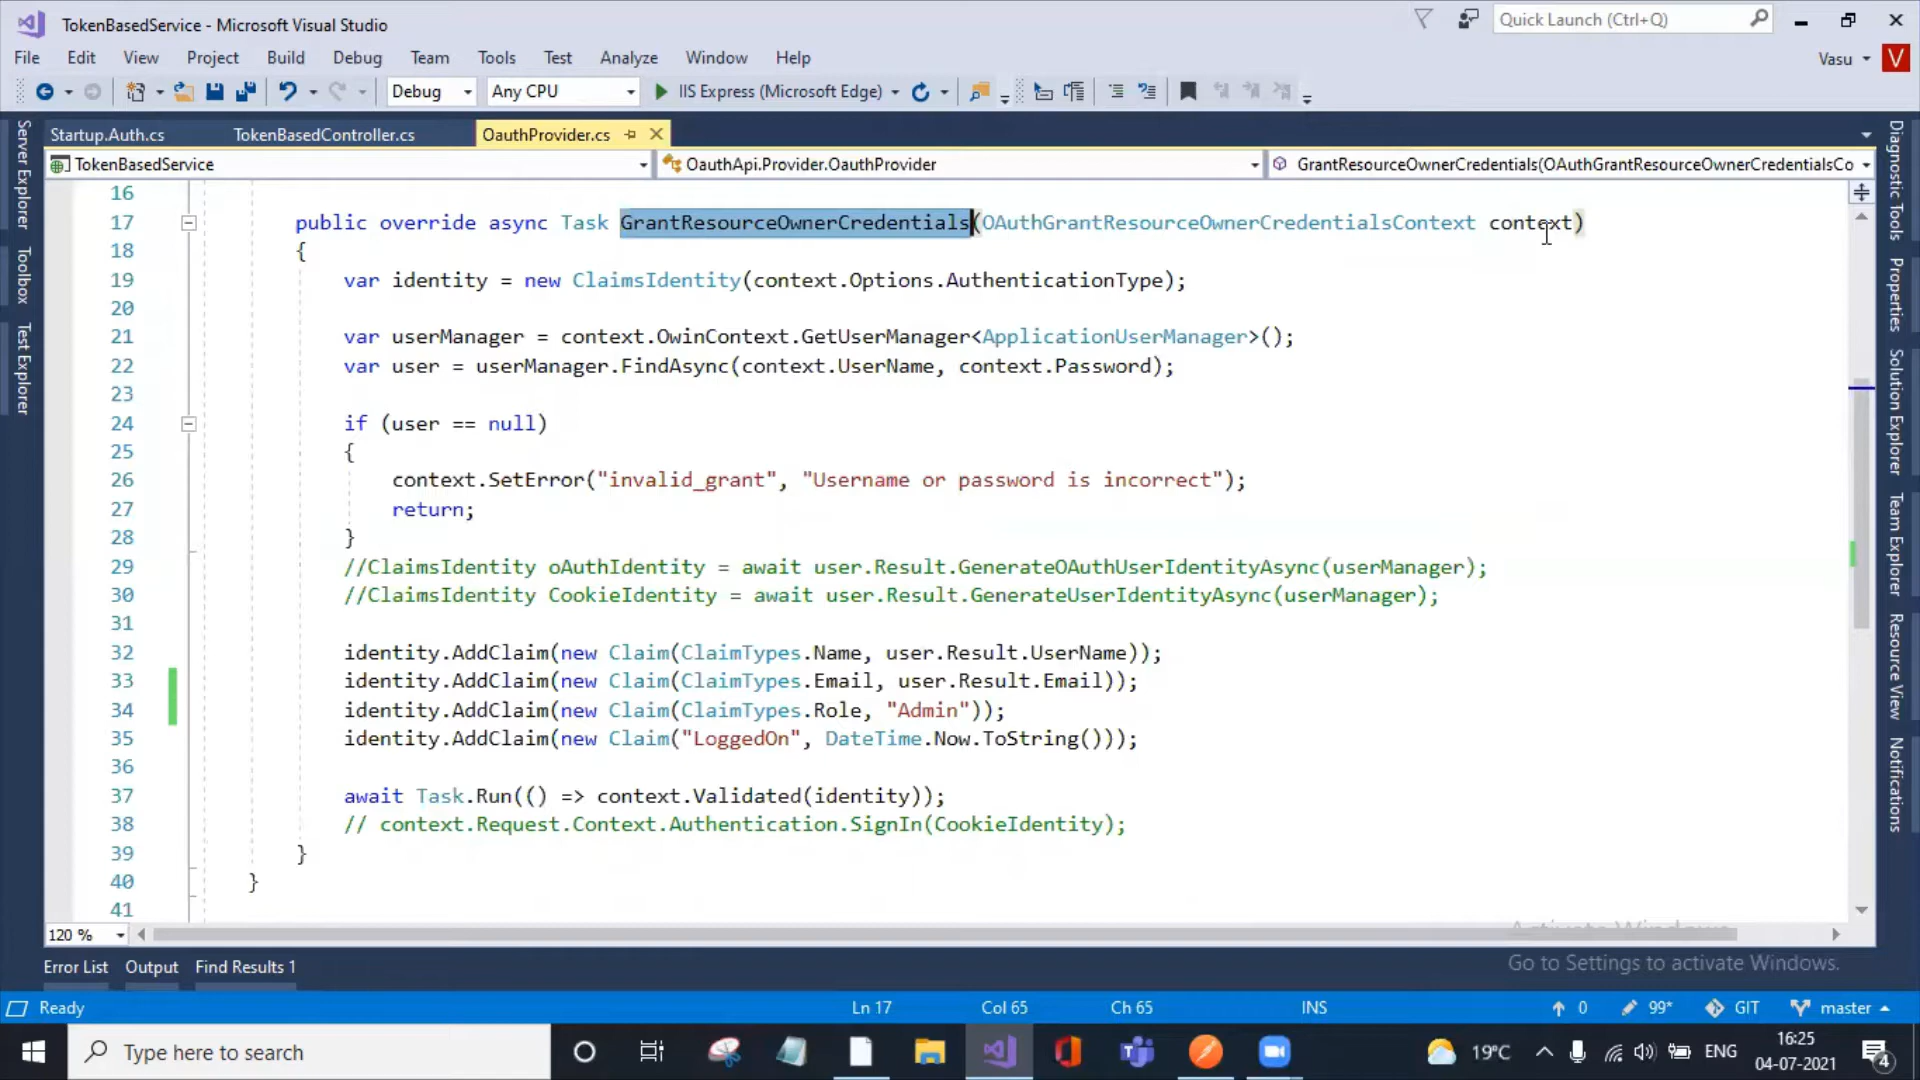 TokenBasedService - Microsoft Visual Studio
Quick Launch (Ctrl+Q)
File Edit View Project Build Debug Team Tools Test Analyze Window Help
Vasu V
Debug Any CPU IIS Express (Microsoft Edge)
Startup.Auth.cs TokenBasedController.cs OauthProvider.cs
TokenBasedService OauthApi.Provider.OauthProvider GrantResourceOwnerCredentials(OAuthGrantResourceOwnerCredentialsCo
Server Explorer
Toolbox
Test Explorer
16
17 public override async Task GrantResourceOwnerCredentials(OAuthGrantResourceOwnerCredentialsContext context)
18 {
19 var identity = new ClaimsIdentity(context.Options.AuthenticationType);
20
21 var userManager = context.OwinContext.GetUserManager<ApplicationUserManager>();
22 var user = userManager.FindAsync(context.UserName, context.Password);
23
24 if (user == null)
25 {
26 context.SetError("invalid_grant", "Username or password is incorrect");
27 return;
28 }
29 //ClaimsIdentity oAuthIdentity = await user.Result.GenerateOAuthUserIdentityAsync(userManager);
30 //ClaimsIdentity CookieIdentity = await user.Result.GenerateUserIdentityAsync(userManager);
31
32 identity.AddClaim(new Claim(ClaimTypes.Name, user.Result.UserName));
33 identity.AddClaim(new Claim(ClaimTypes.Email, user.Result.Email));
34 identity.AddClaim(new Claim(ClaimTypes.Role, "Admin"));
35 identity.AddClaim(new Claim("LoggedOn", DateTime.Now.ToString()));
36
37 await Task.Run(() => context.Validated(identity));
38 // context.Request.Context.Authentication.SignIn(CookieIdentity);
39 }
40 }
41
Diagnostic Tools
Properties
Solution Explorer
Team Explorer
Resource View
Notifications
120 %
Activate Windows
Go to Settings to activate Windows.
Error List Output Find Results 1
Ready Ln 17 Col 65 Ch 65 INS 0 99* GIT master
Type here to search
19°C ENG
16:25
04-07-2021
4